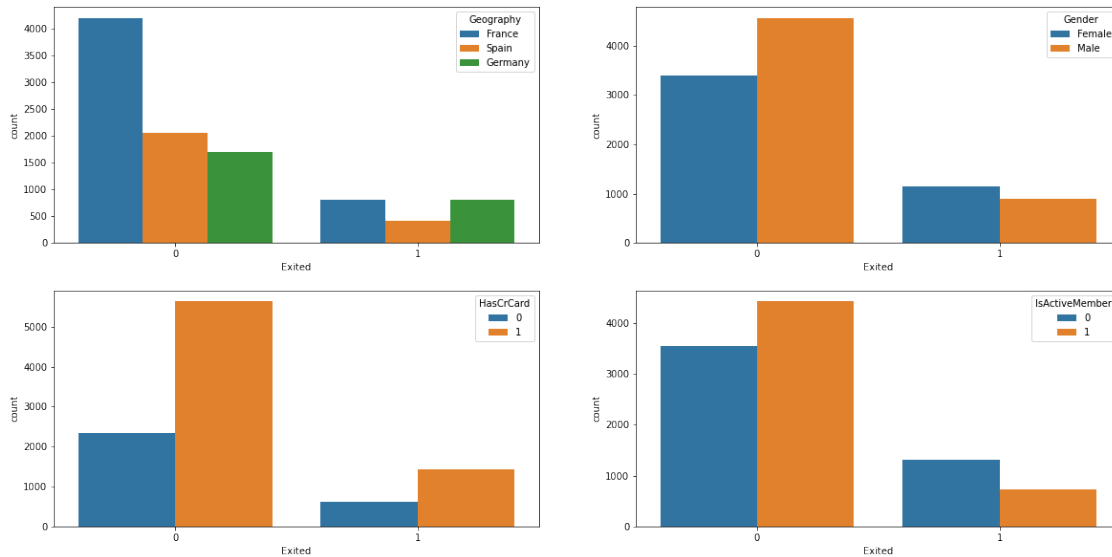 Geography
France
Spain
Germany
4000
3500
3000
2500
2000
1500
1000
500
0
count
0
1
Exited
Gender
Female
Male
4000
3000
2000
1000
0
count
0
1
Exited
HasCrCard
0
1
5000
4000
3000
2000
1000
0
count
0
1
Exited
IsActiveMember
0
1
4000
3000
2000
1000
0
count
0
1
Exited